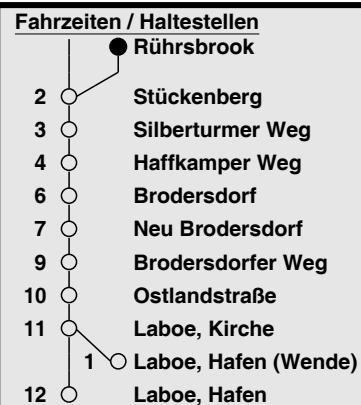 Fahrzeiten / Haltestellen
Rührsbrook
2 Stückenberg
3 Silberturmer Weg
4 Haffkamper Weg
6 Brodersdorf
7 Neu Brodersdorf
9 Brodersdorfer Weg
10 Ostlandstraße
11 Laboe, Kirche
1 Laboe, Hafen (Wende)
12 Laboe, Hafen